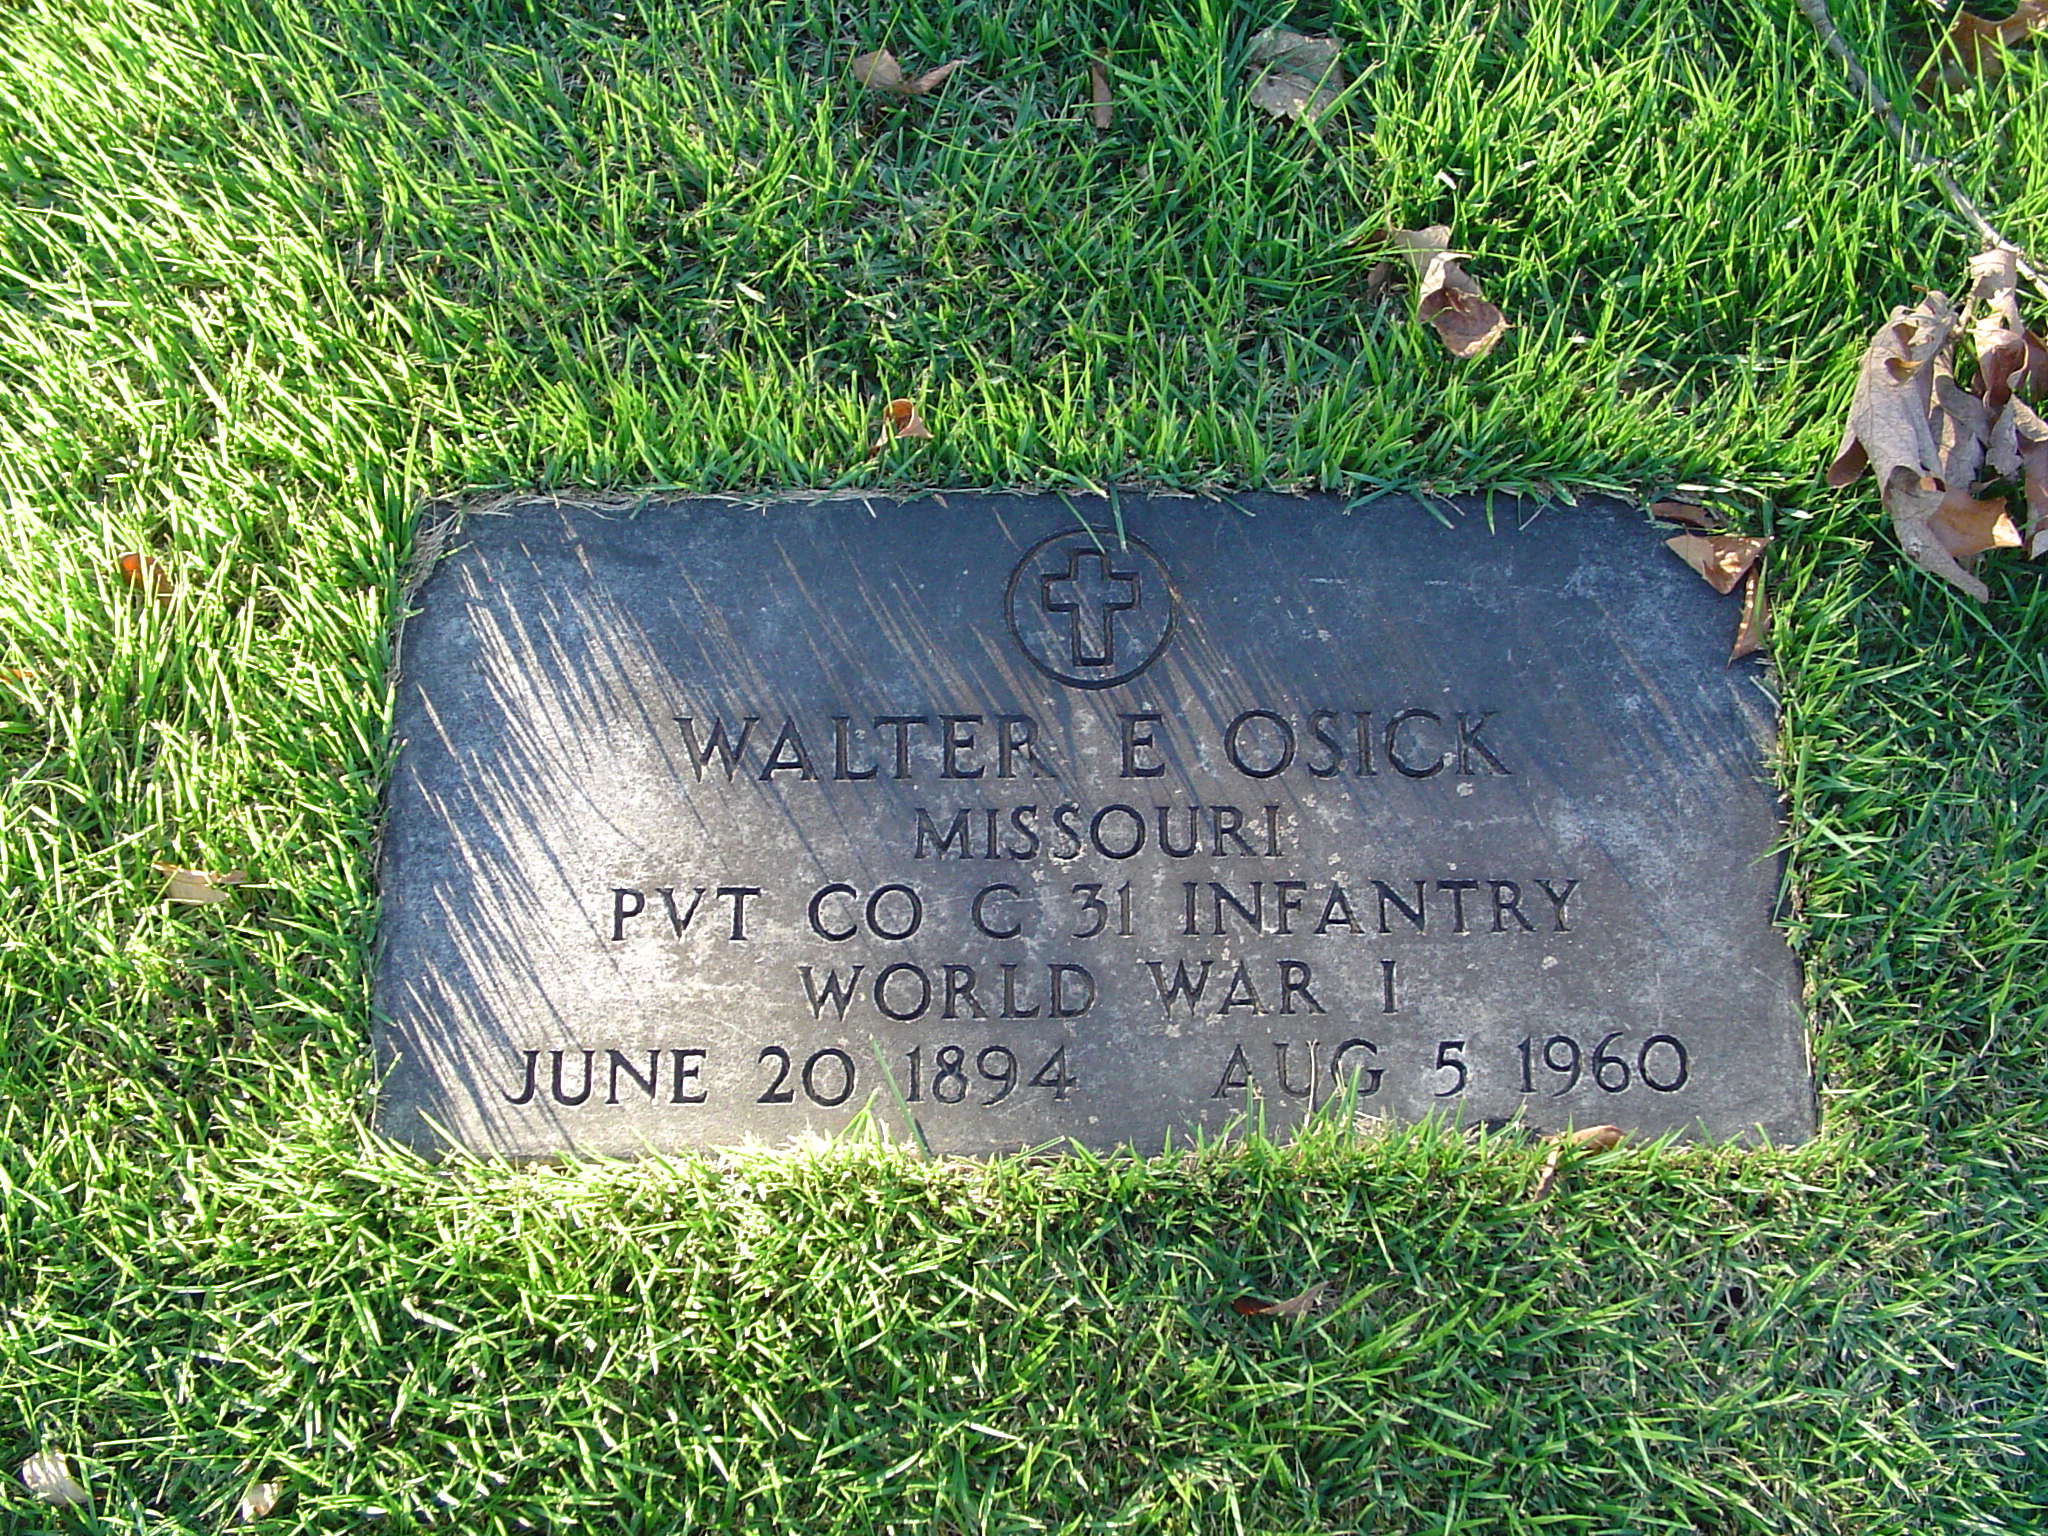 WALTER E OSICK
MISSOURI
PVT CO C 31 INFANTRY
WORLD WAR I
JUNE 20 1894 AUG 5 1960